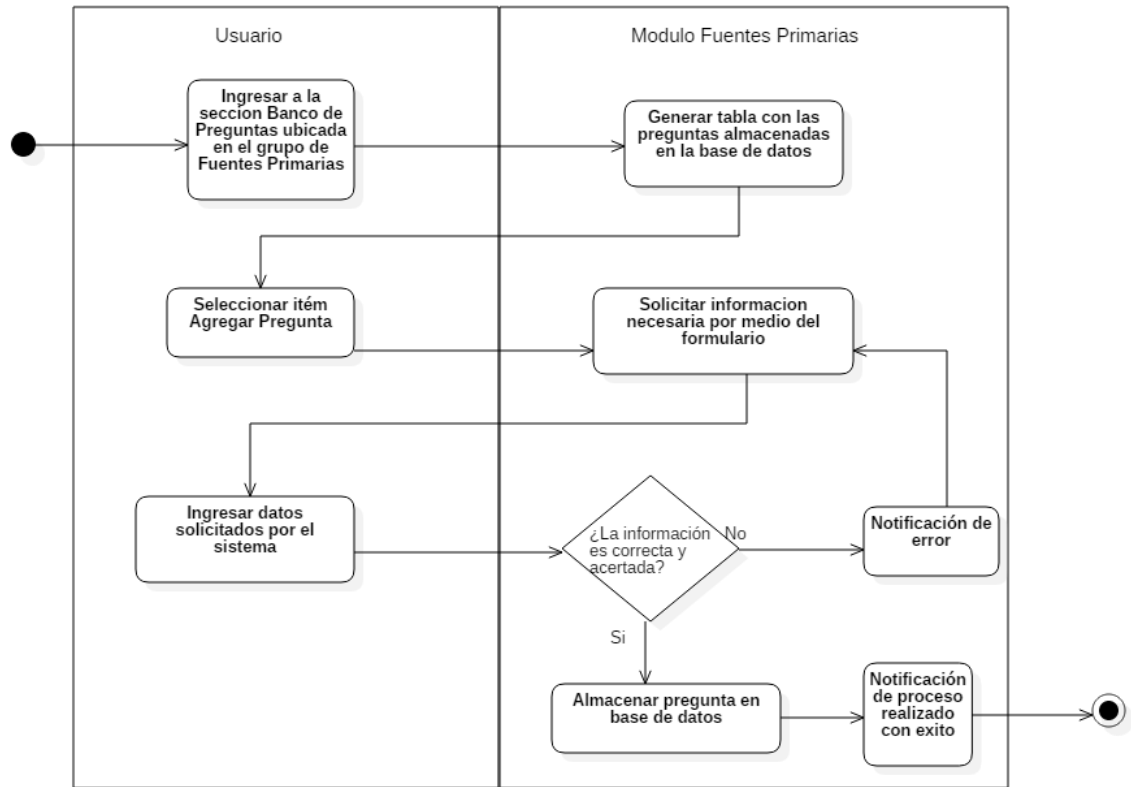 Usuario
Modulo Fuentes Primarias
Ingresar a la
seccion Banco de
Preguntas ubicada
en el grupo de
Fuentes Primarias
Generar tabla con las
preguntas almacenadas
en la base de datos
Seleccionar itém
Agregar Pregunta
Solicitar informacion
necesaria por medio del
formulario
Ingresar datos
solicitados por el
sistema
¿La información
es correcta y
acertada?
No
Notificación de
error
Si
Almacenar pregunta en
base de datos
Notificación
de proceso
realizado
con exito